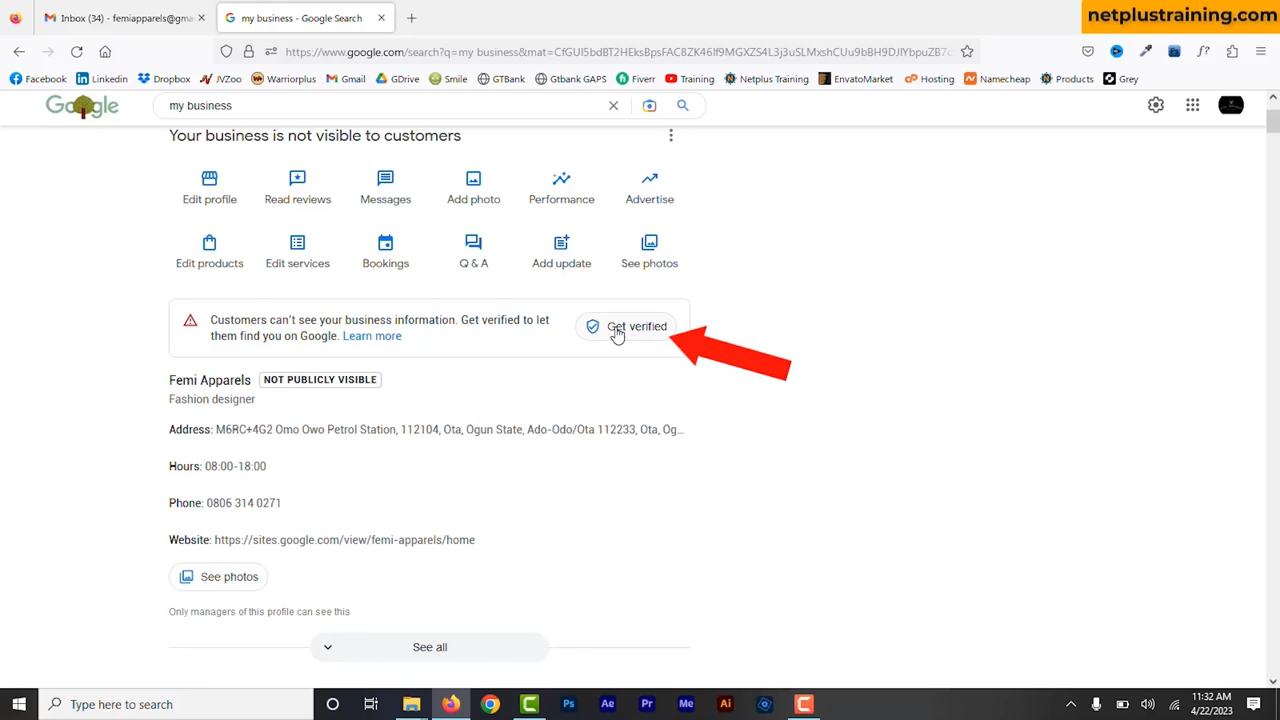 netplustraining.com
Inbox (34) - femiapparels@gma
my business - Google Search
https://www.google.com/search?q=my business&mat=
Facebook
Linkedin
Dropbox
JVZoo
Warriorplus
Gmail
GDrive
Smile
GTBank
Gtbank GAPS
Fiverr
Training
Netplus Training
EnvatoMarket
Hosting
Namecheap
Products
Grey
Google
my business
Your business is not visible to customers
Edit profile
Read reviews
Messages
Add photo
Performance
Advertise
Edit products
Edit services
Bookings
Q & A
Add update
See photos
Customers can't see your business information. Get verified to let
them find you on Google. Learn more
Get verified
Femi Apparels NOT PUBLICLY VISIBLE
Fashion designer
Address: M6RC+4G2 Omo Owo Petrol Station, 112104, Ota, Ogun State, Ado-Odo/Ota 112233, Ota, Og...
Hours: 08:00-18:00
Phone: 0806 314 0271
Website: https://sites.google.com/view/femi-apparels/home
See photos
Only managers of this profile can see this
See all
Type here to search
Ps
Ae
Pr
Me
Ai
11:32 AM
4/22/2023